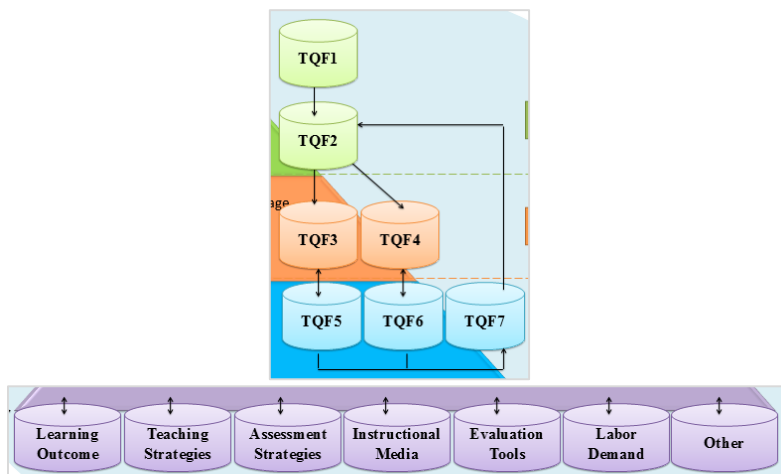 TQF1
TQF2
age
TQF3
TQF4
TQF5
TQF6
TQF7
Learning
Outcome
Teaching
Strategies
Assessment
Strategies
Instructional
Media
Evaluation
Tools
Labor
Demand
Other